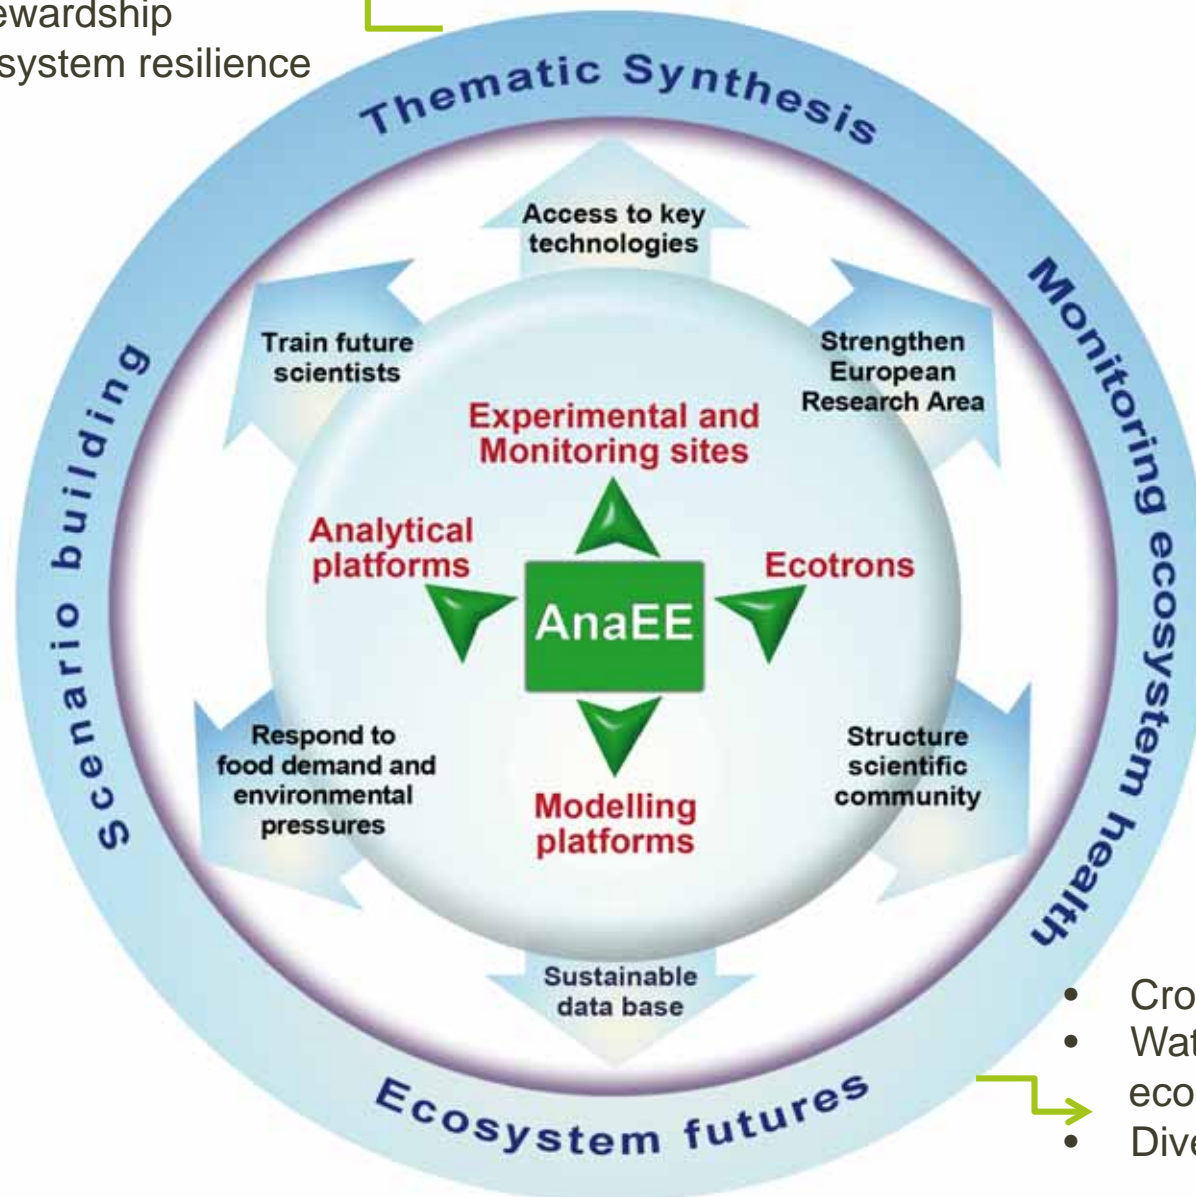 system resilience
Thematic Synthesis
Access to key
technologies
Train future
scientists
Strengthen
European
Research Area
Monitoring ecosystem health
Scenario building
Experimental and
Monitoring sites
Analytical
platforms
Ecotrons
AnaEE
Respond to
food demand and
environmental
pressures
Structure
scientific
community
Modelling
platforms
Sustainable
data base
Ecosystem futures